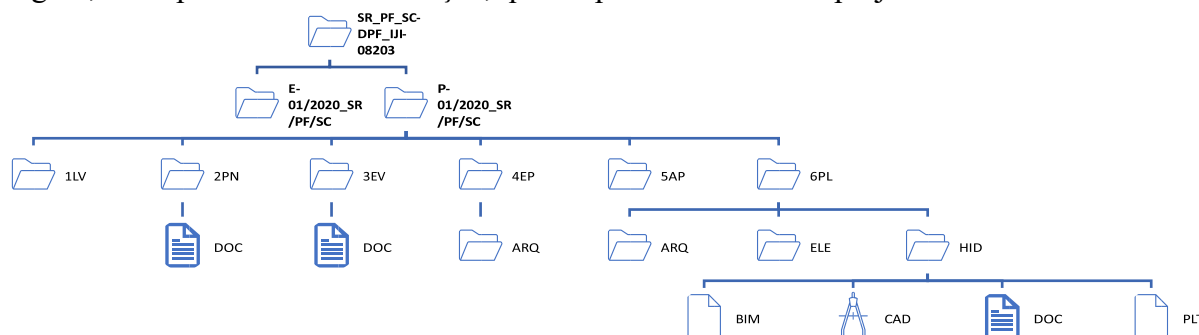 SR_PF_SC-
DPF_IJI-
08203
E-
01/2020_SR
/PF/SC
P-
01/2020_SR
/PF/SC
1LV
2PN
3EV
4EP
5AP
6PL
DOC
DOC
ARQ
ARQ
ELE
HID
BIM
CAD
DOC